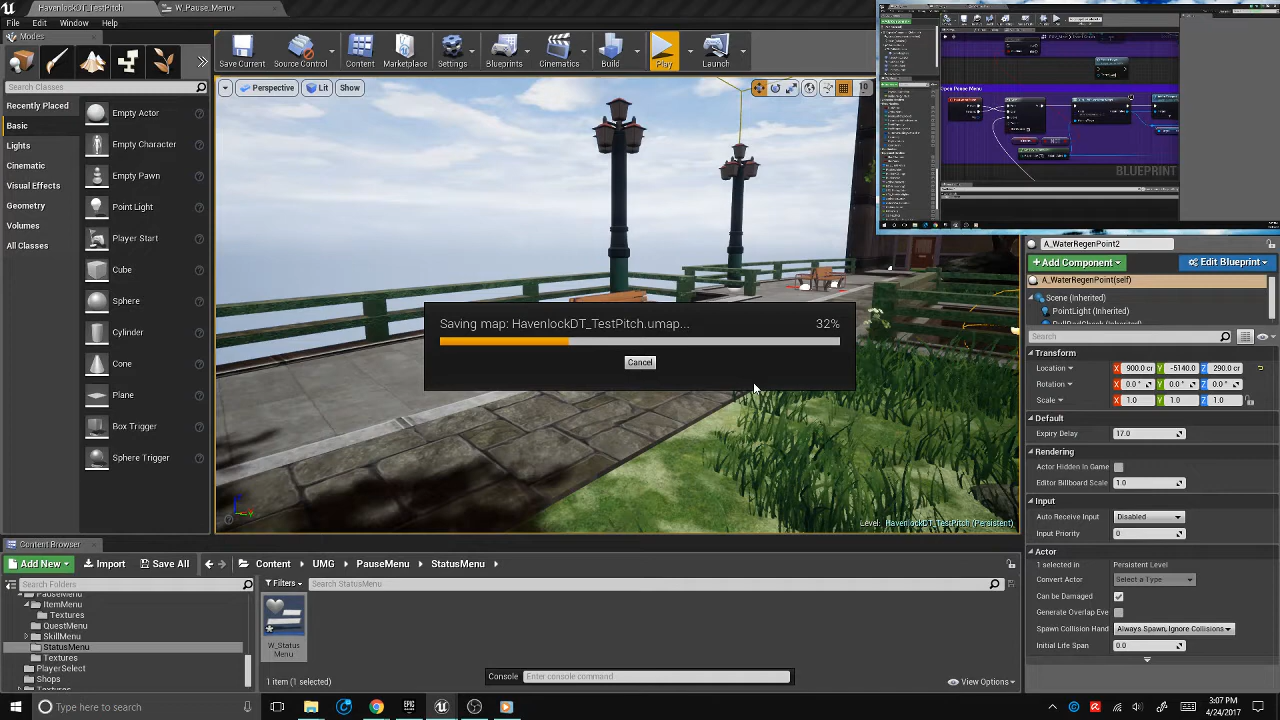 HavenlockDT_TestPitch
W_Pause.Menu*
File Edit Window Help
Modes
Save Current
Source Control
Content
Marketplace
Blueprints
Cinematics
Build
Play
Launch
Search Classes
Perspective
Lit
Show
10
Recently Placed
Basic
Geometry
Volumes
All Classes
Empty Actor
Empty Character
Empty Pawn
Point Light
Player Start
Cube
Sphere
Cylinder
Cone
Plane
Box Trigger
Sphere Trigger
Open Pause Menu
BLUEPRINT
Saving map: HavenlockDT_TestPitch.umap... 32%
Cancel
Level: HavenlockDT_TestPitch (Persistent)
A_WaterRegenPoint2
+Add Component
Edit Blueprint
A_WaterRegenPoint(self)
Scene (Inherited)
PointLight (Inherited)
Search
Transform
Location X 900.0 cr Y -5140.0 Z 290.0 cr
Rotation X 0.0 ° Y 0.0 ° Z 0.0 °
Scale X 1.0 Y 1.0 Z 1.0
Default
Expiry Delay 17.0
Rendering
Actor Hidden In Game
Editor Billboard Scale 1.0
Input
Auto Receive Input Disabled
Input Priority 0
Actor
1 selected in Persistent Level
Convert Actor Select a Type
Can be Damaged
Generate Overlap Eve
Spawn Collision Hand Always Spawn, Ignore Collisions
Initial Life Span 0.0
Content Browser
Add New Import Save All Content PauseMenu StatusMenu
Search Folders
Filters
Search StatusMenu
PauseMenu
ItemMenu
Textures
QuestMenu
SkillMenu
StatusMenu
Textures
PlayerSelect
Shops
Textures
W_Status
Menu
1 item (1 selected)
Console Enter console command
View Options
Type here to search
3:07 PM
4/24/2017